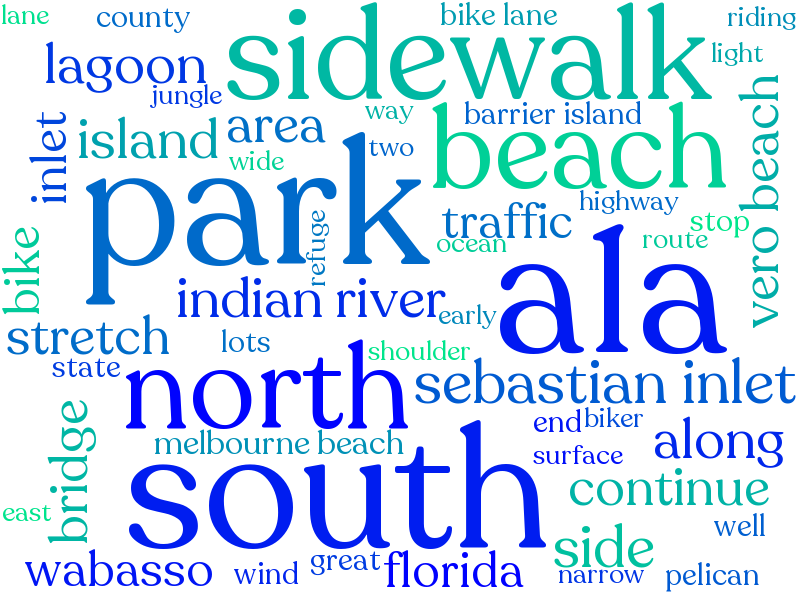 lane
county
bike lane
riding
sidewalk
light
lagoon
jungle
way
barrier island
beach
vero beach
inlet
island
area
wide
two
park
refuge
highway
traffic
stop
ocean
route
bike
ala
indian river
early
stretch
lots
shoulder
state
north
sebastian inlet
end
biker
along
bridge
melbourne beach
surface
south
continue
east
well
side
wabasso
wind
great
florida
narrow
pelican